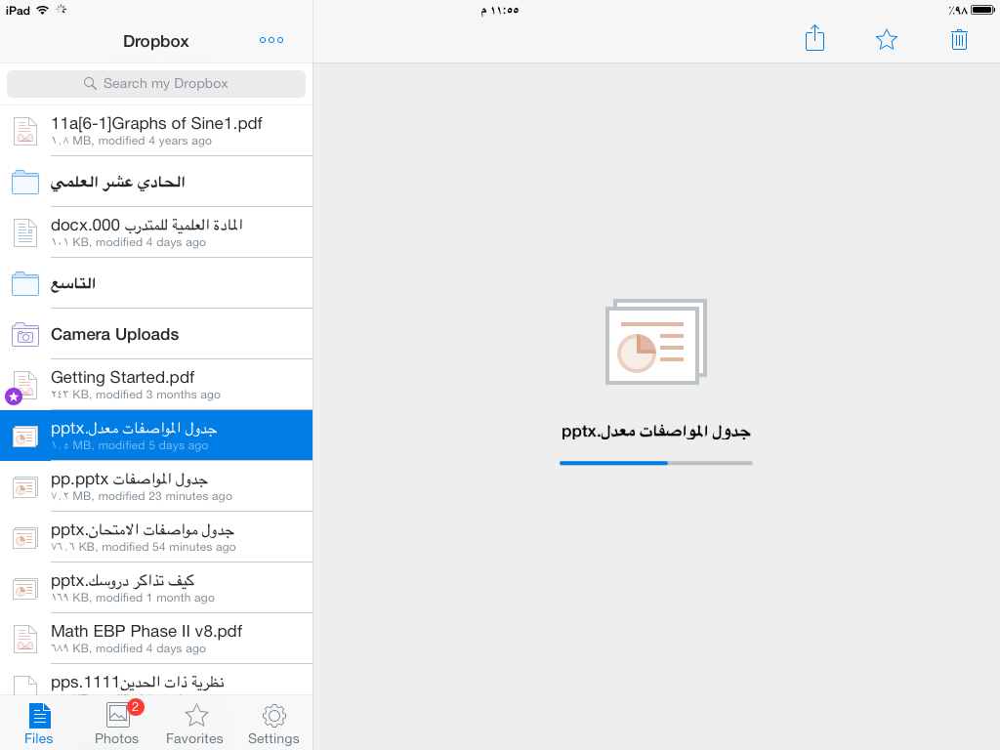 iPad
١١:٥٥ م
٪٩٨
Dropbox
Search my Dropbox
11a[6-1]Graphs of Sine1.pdf
١,٨ MB, modified 4 years ago
الحادي عشر العلمي
المادة العلمية للمتدرب 000.docx
١٠١ KB, modified 4 days ago
التاسع
Camera Uploads
Getting Started.pdf
٢٤٣ KB, modified 3 months ago
جدول المواصفات معدل.pptx
١,٥ MB, modified 5 days ago
جدول المواصفات pp.pptx
٧,٢ MB, modified 23 minutes ago
جدول مواصفات الامتحان.pptx
٧٦,٦ KB, modified 54 minutes ago
كيف تذاكر دروسك.pptx
١٦٩ KB, modified 1 month ago
Math EBP Phase II v8.pdf
٦٨٩ KB, modified 4 days ago
نظرية ذات الحدين1111.pps
جدول المواصفات معدل.pptx
2
Files
Photos
Favorites
Settings